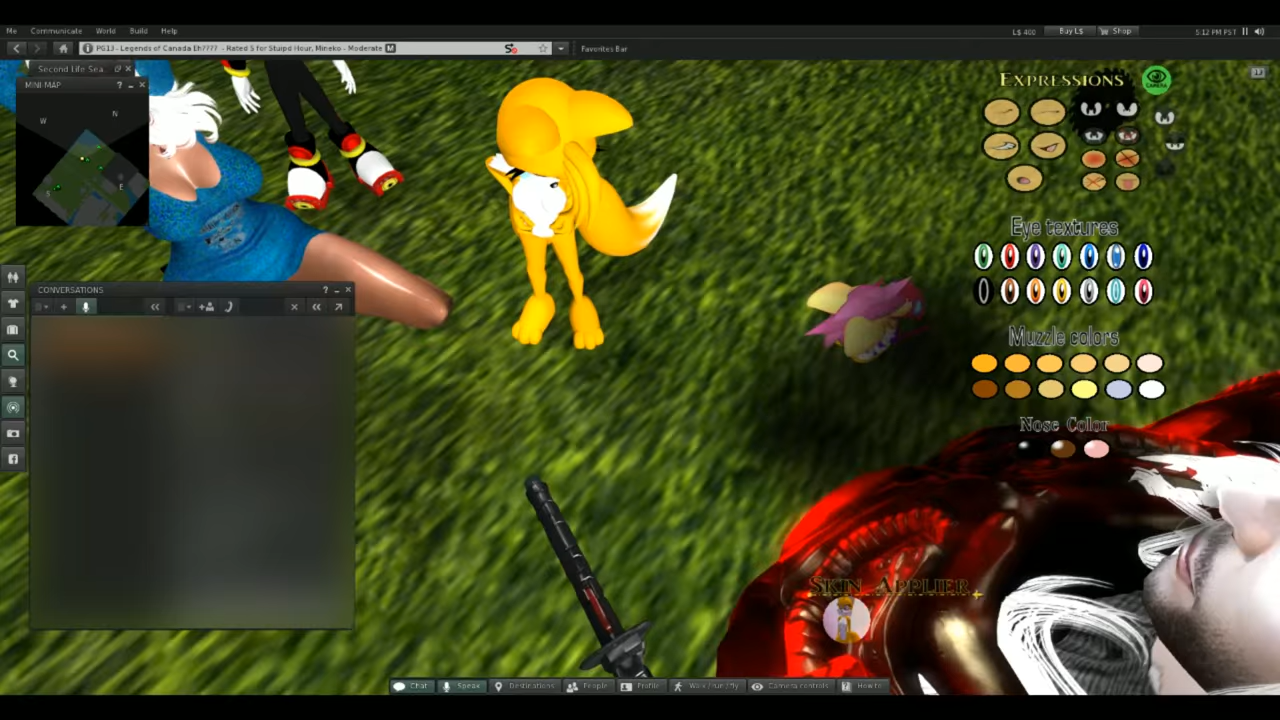 Me Communicate World Build Help
L$ 400 Buy L$ Shop 5:12 PM PST
PG13 - Legends of Canada Eh???? - Rated S for Stuipd Hour, Mineko - Moderate M
Favorites Bar
Second Life Sea
MINI-MAP ?
N
W
E
S
EXPRESSIONS
CAMERA
Eye textures
CONVERSATIONS ?
Muzzle colors
Nose Color
SKIN APPLIER
Chat Speak Destinations People Profile Walk / run / fly Camera controls How to